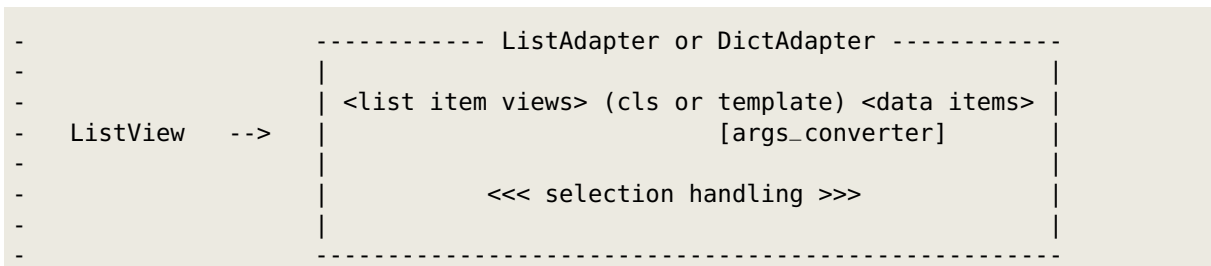 -                    ------------ ListAdapter or DictAdapter ------------
-                    |                                                  |
-                    | <list item views> (cls or template) <data items> |
-   ListView   -->   |                           [args_converter]       |
-                    |                                                  |
-                    |           <<< selection handling >>>             |
-                    |                                                  |
-                    ----------------------------------------------------